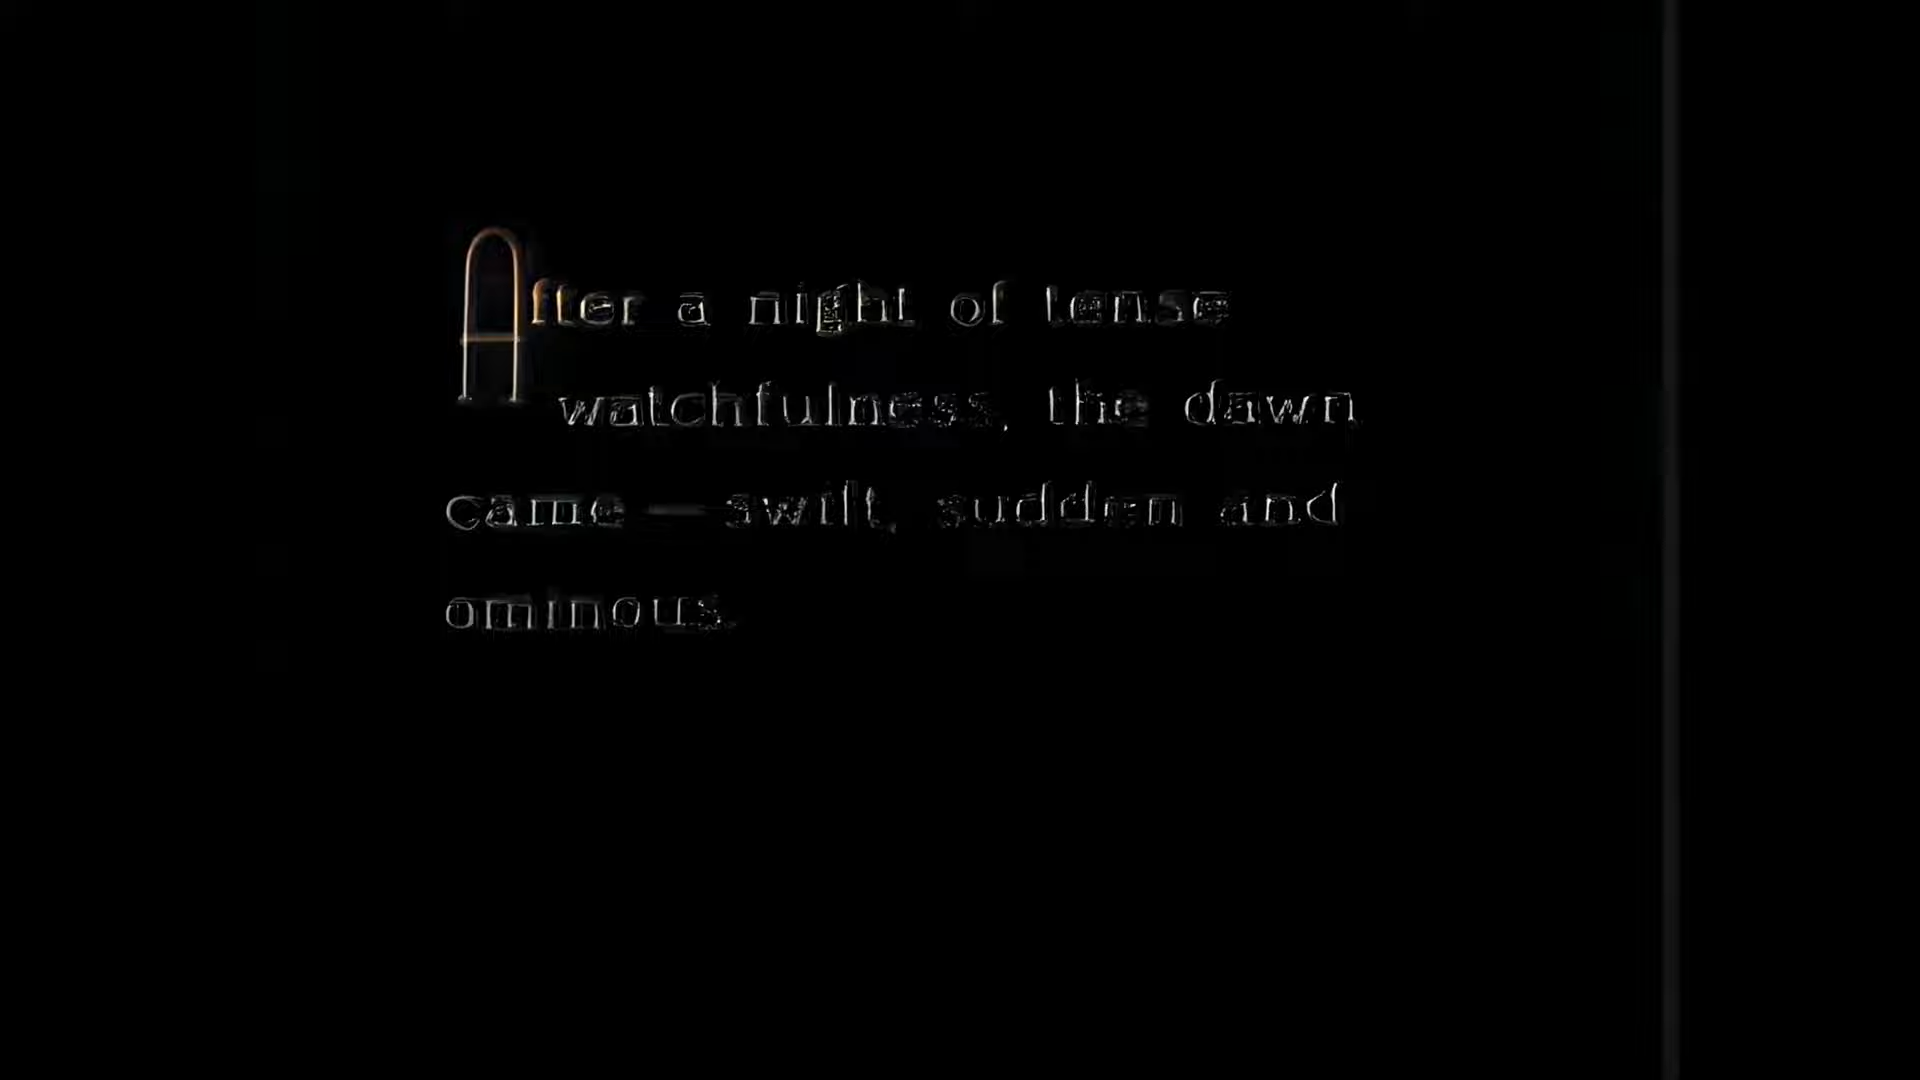 After a night of tense
watchfulness, the dawn
came — swift, sudden and
ominous.